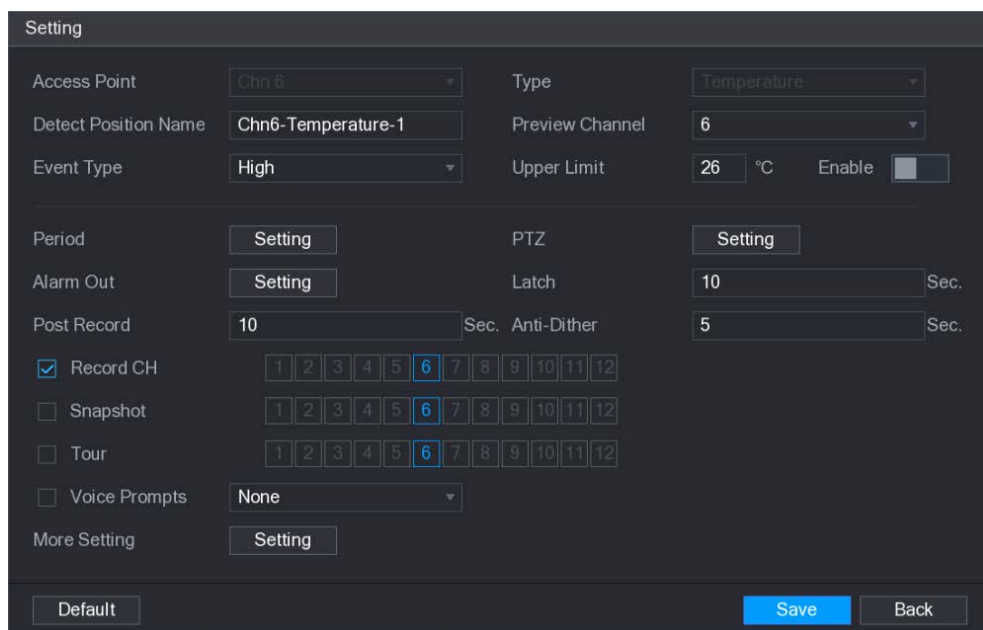 Setting
Access Point Chn 6 Type Temperature
Detect Position Name Chn6-Temperature-1 Preview Channel 6
Event Type High Upper Limit 26 °C Enable
Period Setting PTZ Setting
Alarm Out Setting Latch 10 Sec.
Post Record 10 Sec. Anti-Dither 5 Sec.
Record CH 1 2 3 4 5 6 7 8 9 10 11 12
Snapshot 1 2 3 4 5 6 7 8 9 10 11 12
Tour 1 2 3 4 5 6 7 8 9 10 11 12
Voice Prompts None
More Setting Setting
Default Save Back